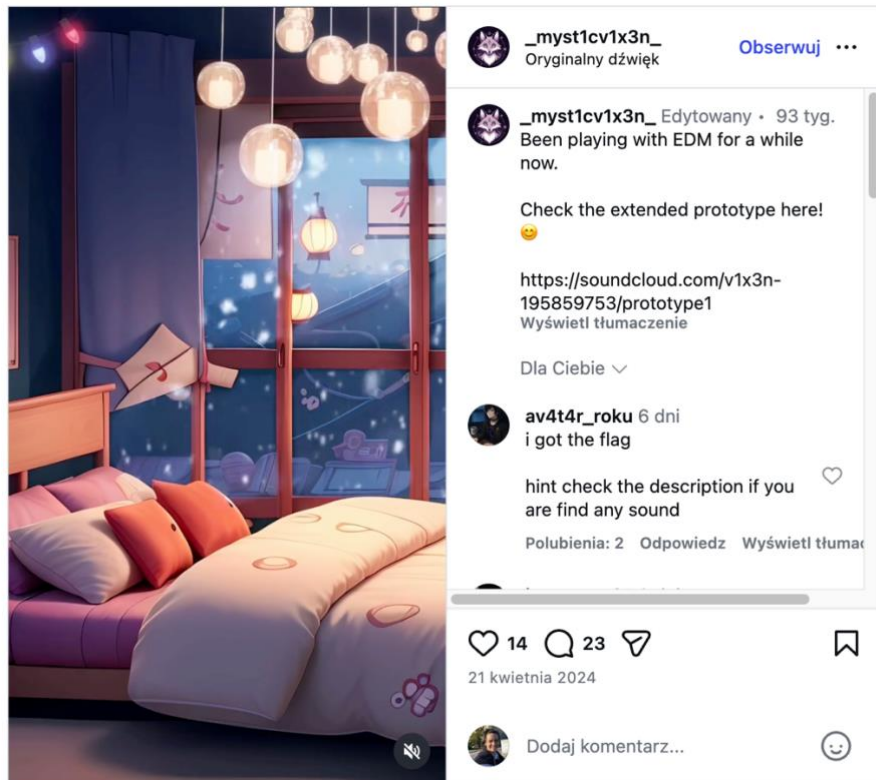 _myst1cv1x3n_
Oryginalny dźwięk
Obserwuj
_myst1cv1x3n_ Edytowany • 93 tyg.
Been playing with EDM for a while
now.
Check the extended prototype here!
😊
https://soundcloud.com/v1x3n-
195859753/prototype1
Wyświetl tłumaczenie
Dla Ciebie
av4t4r_roku 6 dni
i got the flag
hint check the description if you
are find any sound
Polubienia: 2 Odpowiedz Wyświetl tłumac
14 23
21 kwietnia 2024
Dodaj komentarz...